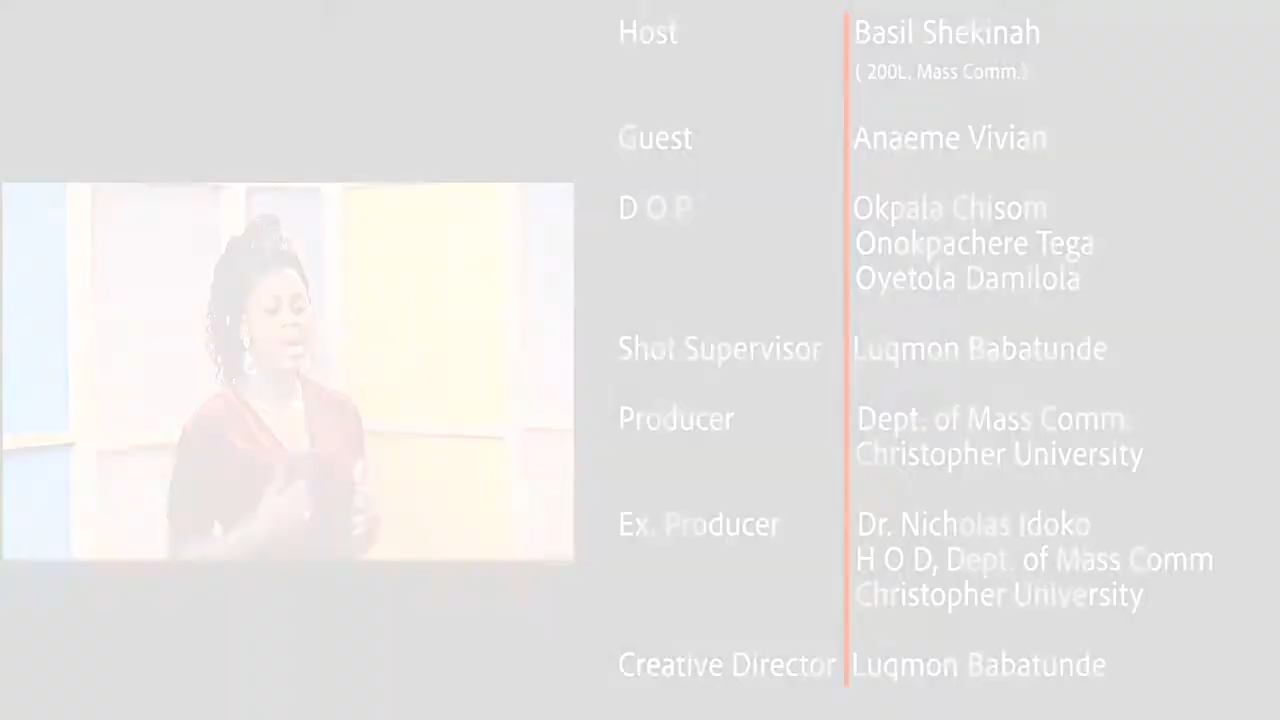 Host Basil Shekinah
( 200L, Mass Comm.)
Guest Anaeme Vivian
D O P Okpala Chisom
Onokpachere Tega
Oyetola Damilola
Shot Supervisor Luqmon Babatunde
Producer Dept. of Mass Comm.
Christopher University
Ex. Producer Dr. Nicholas Idoko
H O D, Dept. of Mass Comm
Christopher University
Creative Director Luqmon Babatunde